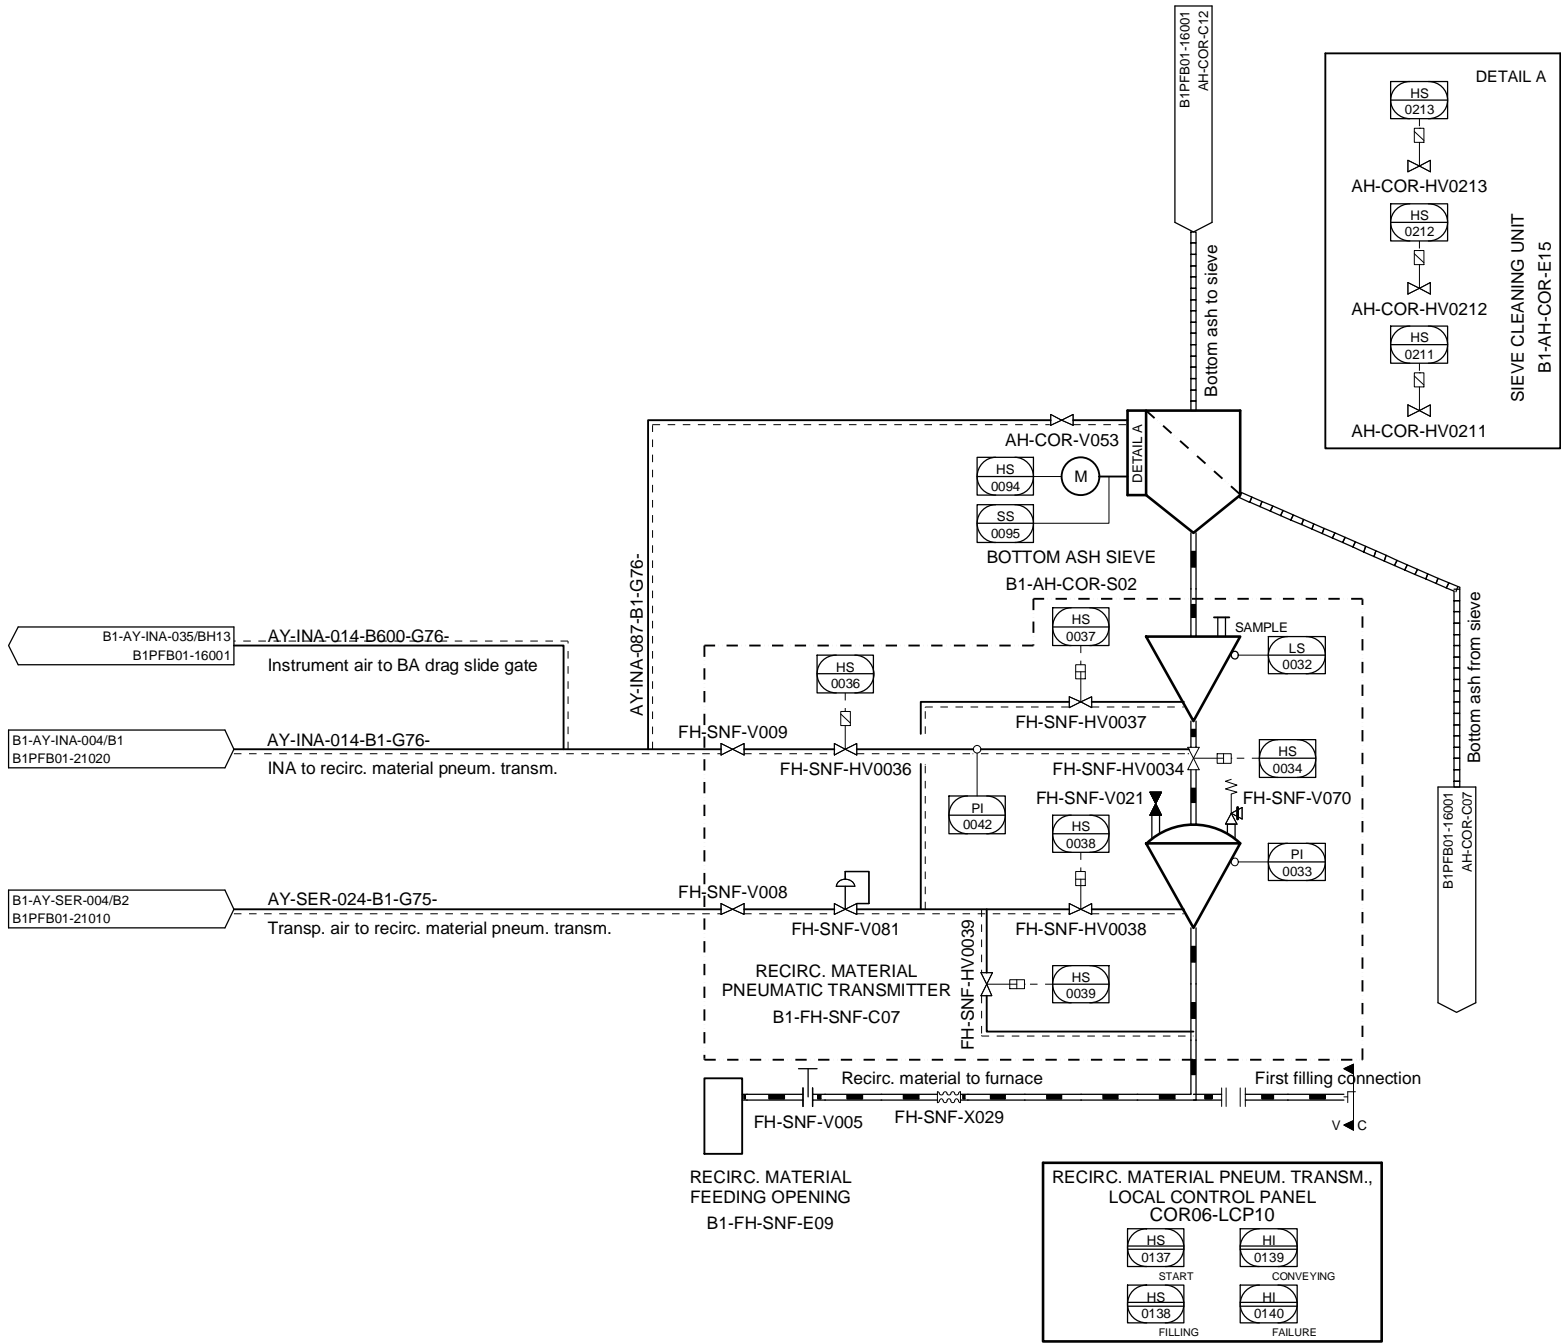 B1PFB01-16001
AH-COR-C12
Bottom ash to sieve
DETAIL A
HS
0213
AH-COR-HV0213
HS
0212
AH-COR-HV0212
HS
0211
AH-COR-HV0211
SIEVE CLEANING UNIT
B1-AH-COR-E15
AH-COR-V053
DETAIL A
HS
0094
M
SS
0095
BOTTOM ASH SIEVE
B1-AH-COR-S02
AY-INA-087-B1-G76-
B1-AY-INA-035/BH13
B1PFB01-16001
AY-INA-014-B600-G76-
Instrument air to BA drag slide gate
B1-AY-INA-004/B1
B1PFB01-21020
AY-INA-014-B1-G76-
INA to recirc. material pneum. transm.
B1-AY-SER-004/B2
B1PFB01-21010
AY-SER-024-B1-G75-
Transp. air to recirc. material pneum. transm.
HS
0037
SAMPLE
LS
0032
HS
0036
FH-SNF-HV0037
FH-SNF-V009
FH-SNF-HV0036
FH-SNF-HV0034
HS
0034
PI
0042
FH-SNF-V021
FH-SNF-V070
HS
0038
PI
0033
FH-SNF-V008
FH-SNF-V081
FH-SNF-HV0038
FH-SNF-HV0039
HS
0039
RECIRC. MATERIAL
PNEUMATIC TRANSMITTER
B1-FH-SNF-C07
Bottom ash from sieve
B1PFB01-16001
AH-COR-C07
Recirc. material to furnace
First filling connection
FH-SNF-V005
FH-SNF-X029
V C
RECIRC. MATERIAL
FEEDING OPENING
B1-FH-SNF-E09
RECIRC. MATERIAL PNEUM. TRANSM.,
LOCAL CONTROL PANEL
COR06-LCP10
HS
0137
START
HI
0139
CONVEYING
HS
0138
FILLING
HI
0140
FAILURE